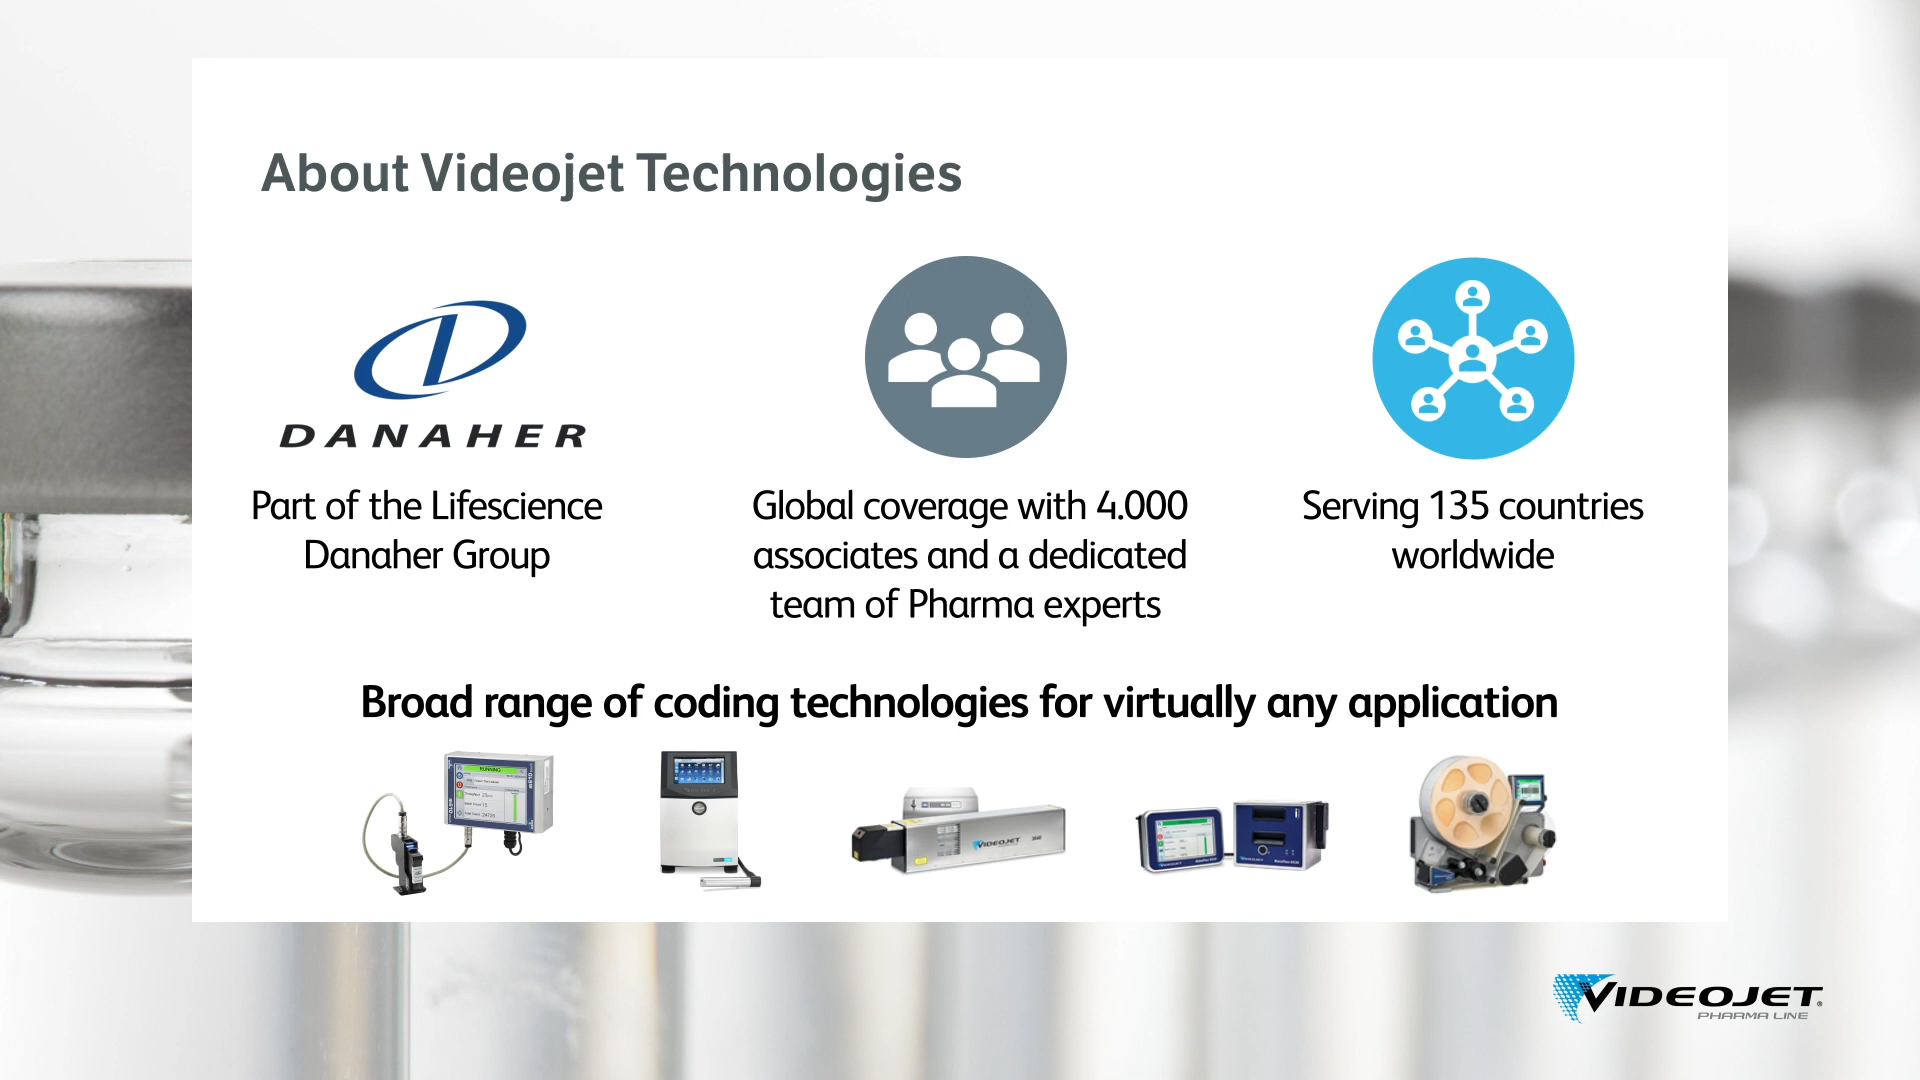 About Videojet Technologies
DANAHER
Part of the Lifescience
Danaher Group
Global coverage with 4.000
associates and a dedicated
team of Pharma experts
Serving 135 countries
worldwide
Broad range of coding technologies for virtually any application
RUNNING
VIDEOJET
VIDEOJET®
PHARMA LINE